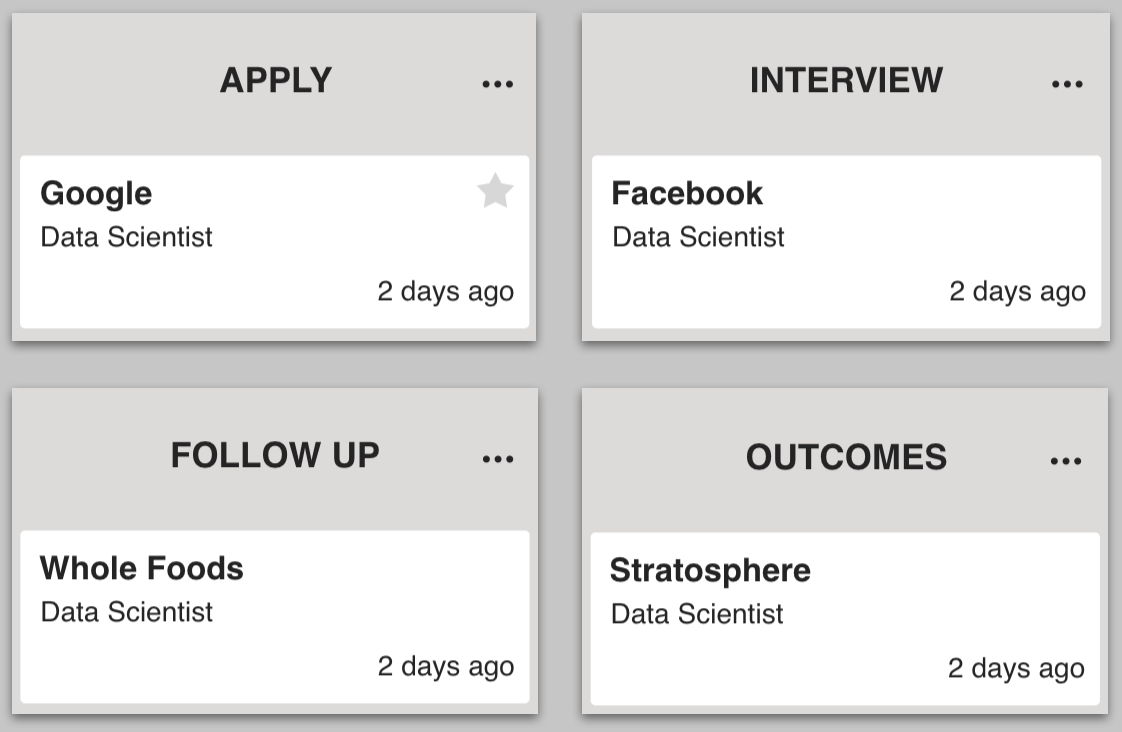 APPLY
Google
Data Scientist
2 days ago
INTERVIEW
Facebook
Data Scientist
2 days ago
FOLLOW UP
Whole Foods
Data Scientist
2 days ago
OUTCOMES
Stratosphere
Data Scientist
2 days ago